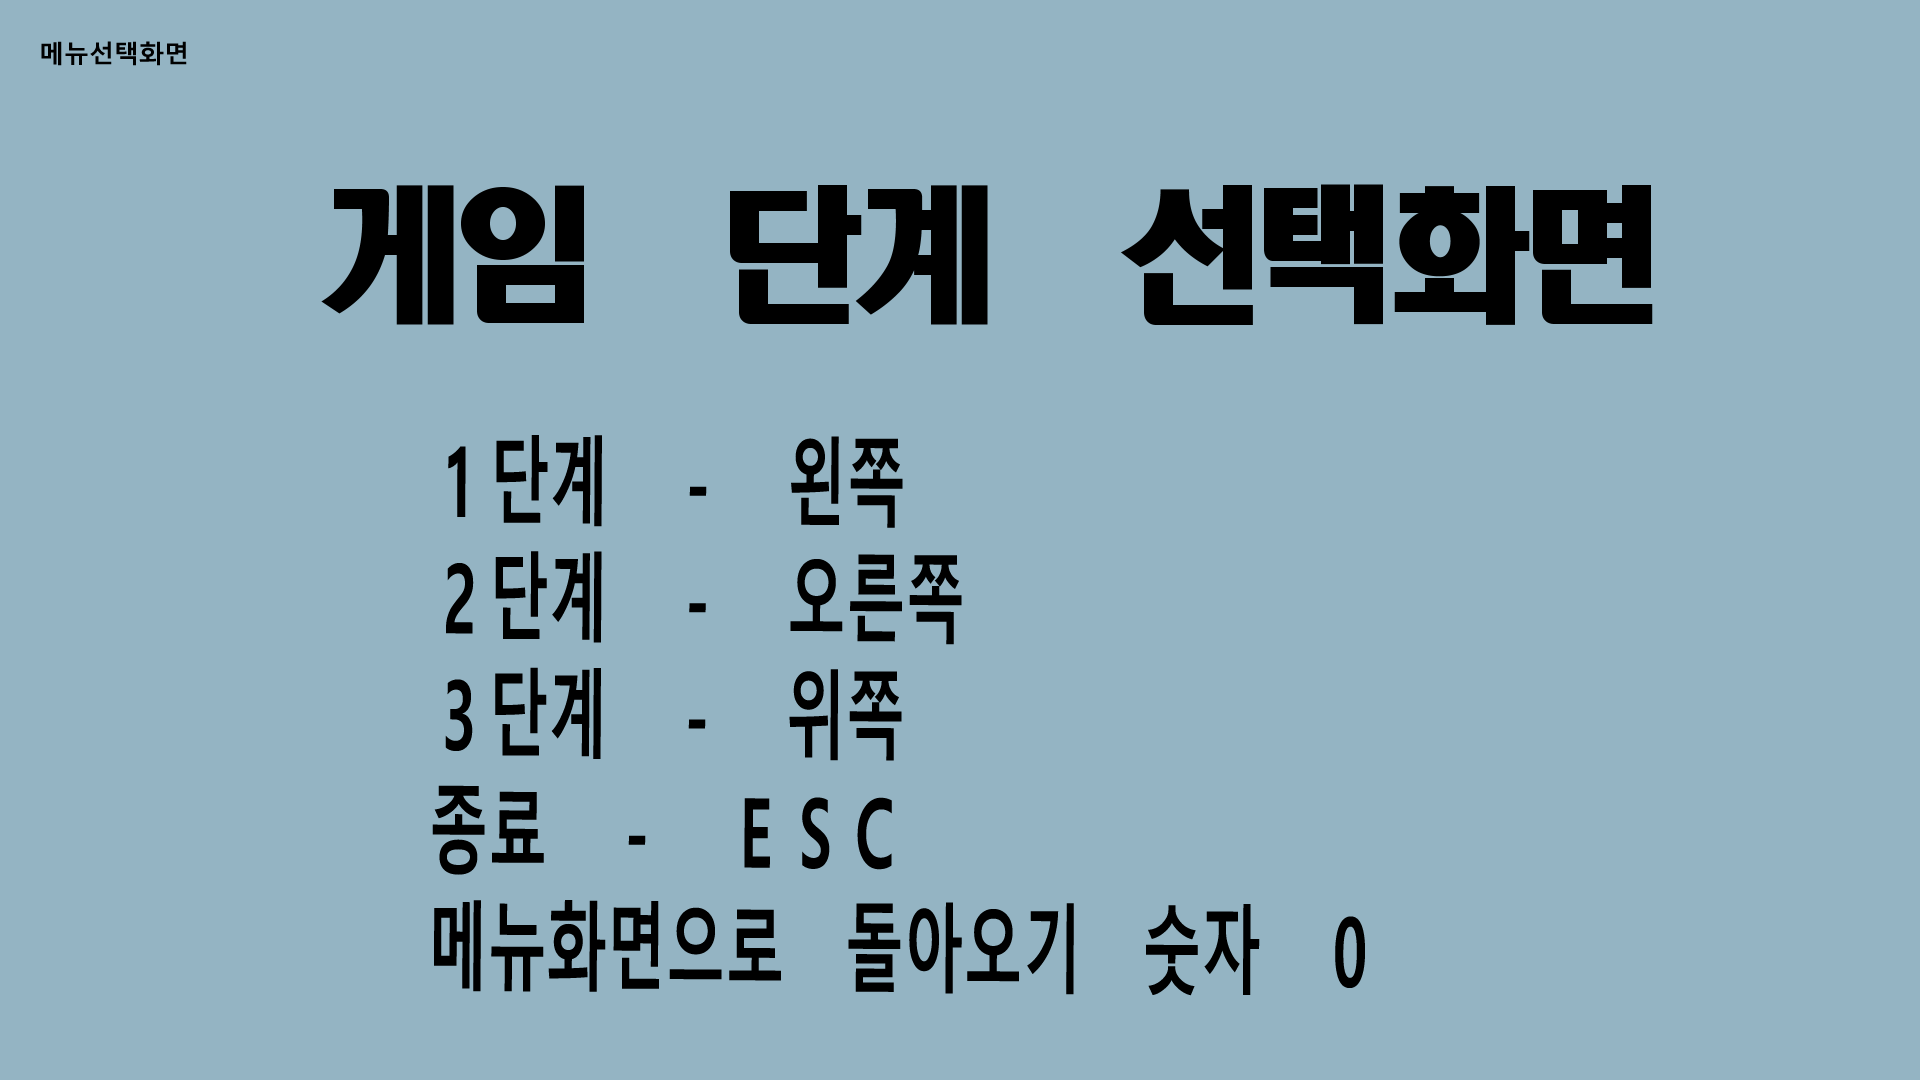 메뉴선택화면
게임 단계 선택화면
1단계 - 왼쪽
2단계 - 오른쪽
3단계 - 위쪽
종료 - ESC
메뉴화면으로 돌아오기 숫자 0